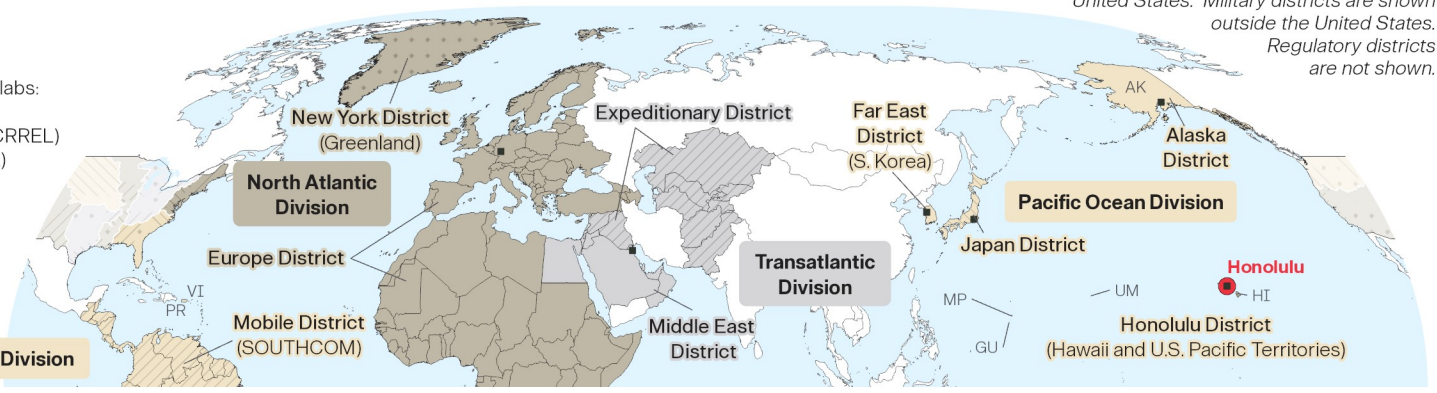 United States. Military districts are shown
outside the United States.
Regulatory districts
are not shown.
labs:
CRREL)
)
New York District
(Greenland)
North Atlantic
Division
Europe District
Expeditionary District
Far East
District
(S. Korea)
AK
Alaska
District
Pacific Ocean Division
Japan District
Transatlantic
Division
Middle East
District
VI
PR
Mobile District
(SOUTHCOM)
Division
Honolulu
HI
UM
MP
GU
Honolulu District
(Hawaii and U.S. Pacific Territories)